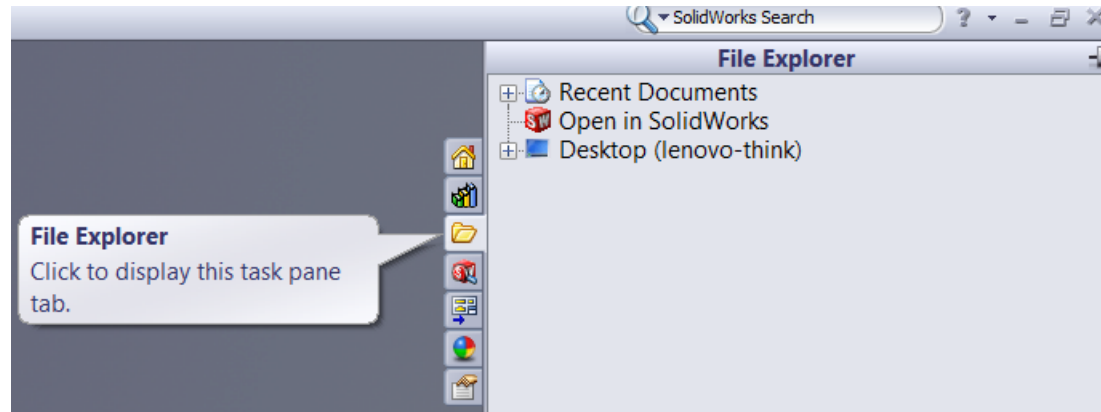 SolidWorks Search
File Explorer
Recent Documents
Open in SolidWorks
Desktop (lenovo-think)
File Explorer
Click to display this task pane
tab.